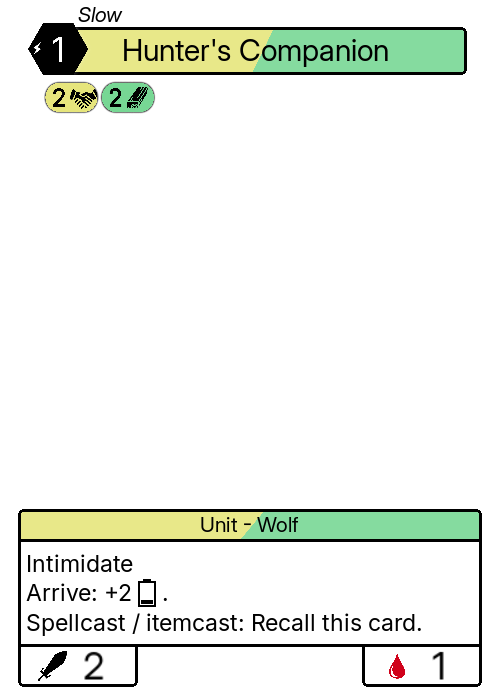 Slow
1 Hunter's Companion
2 2
Unit - Wolf
Intimidate
Arrive: +2 .
Spellcast / itemcast: Recall this card.
2 1